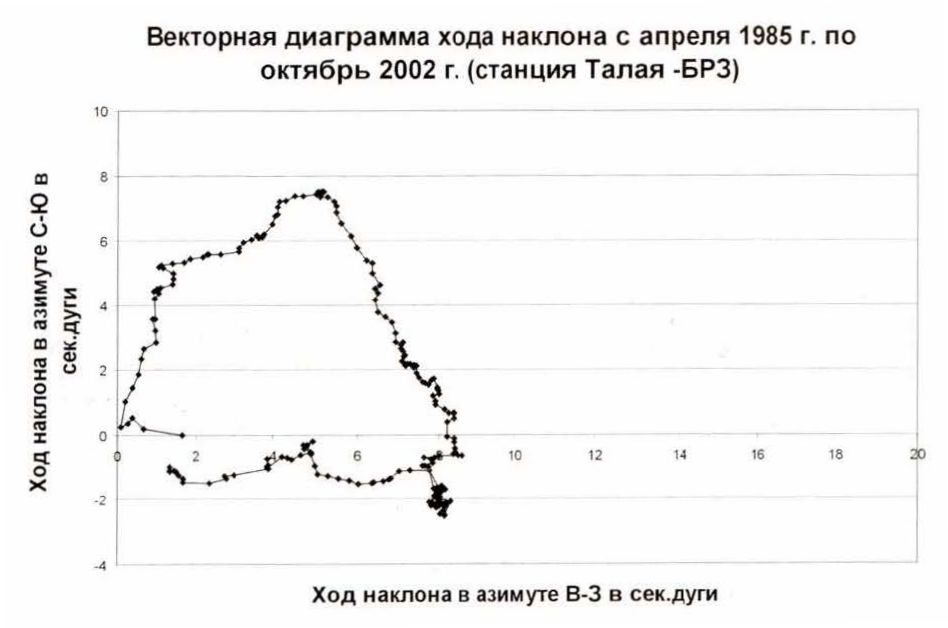 Векторная диаграмма хода наклона с апреля 1985 г. по
октябрь 2002 г. (станция Талая -БРЗ)
Ход наклона в азимуте С-Ю в
сек.дуги
10
8
6
4
2
0
-2
-4
0 2 4 6 8 10 12 14 16 18 20
Ход наклона в азимуте В-З в сек.дуги